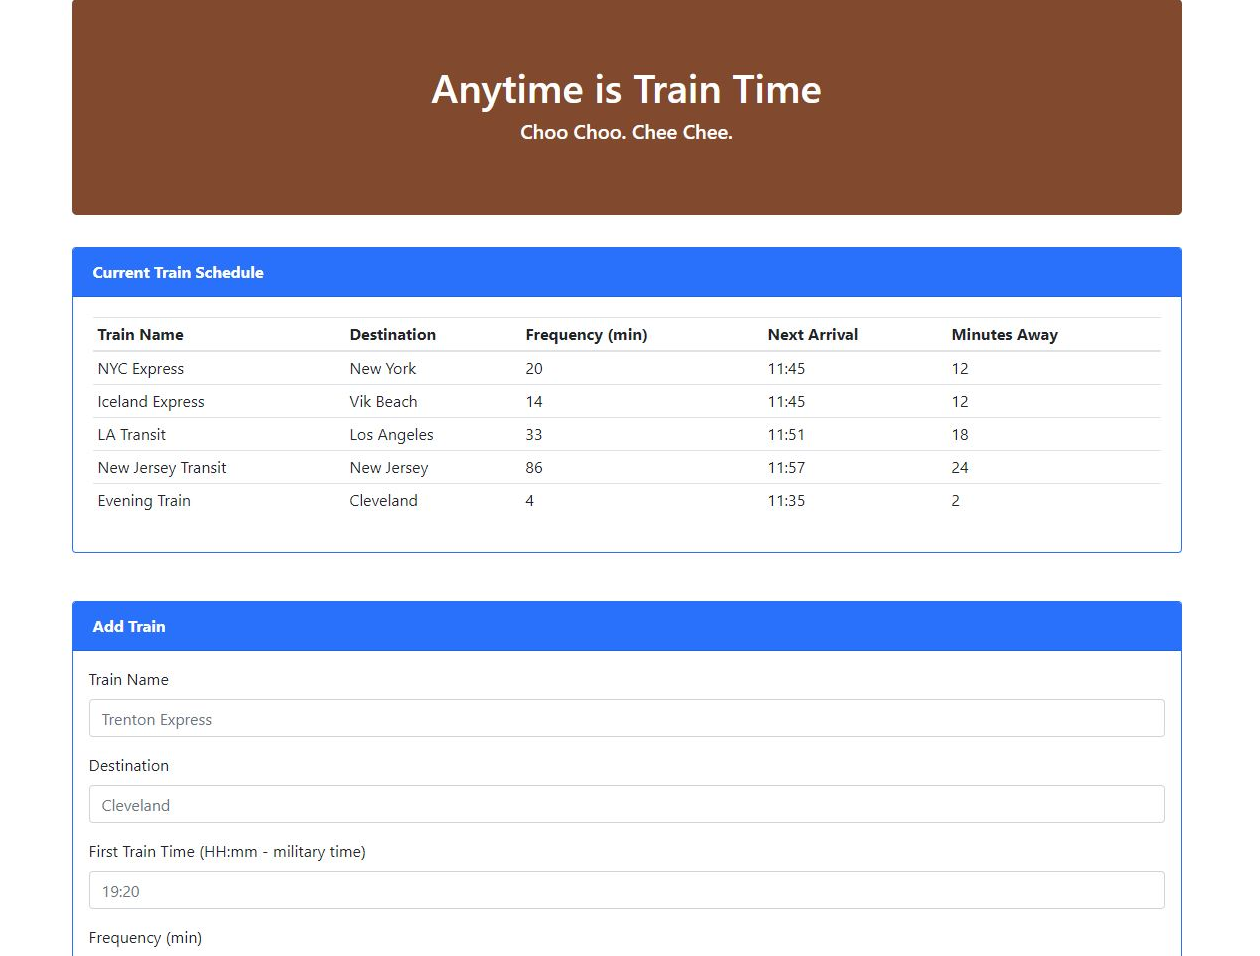 Anytime is Train Time
Choo Choo. Chee Chee.
Current Train Schedule
Train Name Destination Frequency (min) Next Arrival Minutes Away
NYC Express New York 20 11:45 12
Iceland Express Vik Beach 14 11:45 12
LA Transit Los Angeles 33 11:51 18
New Jersey Transit New Jersey 86 11:57 24
Evening Train Cleveland 4 11:35 2
Add Train
Train Name
Trenton Express
Destination
Cleveland
First Train Time (HH:mm - military time)
19:20
Frequency (min)